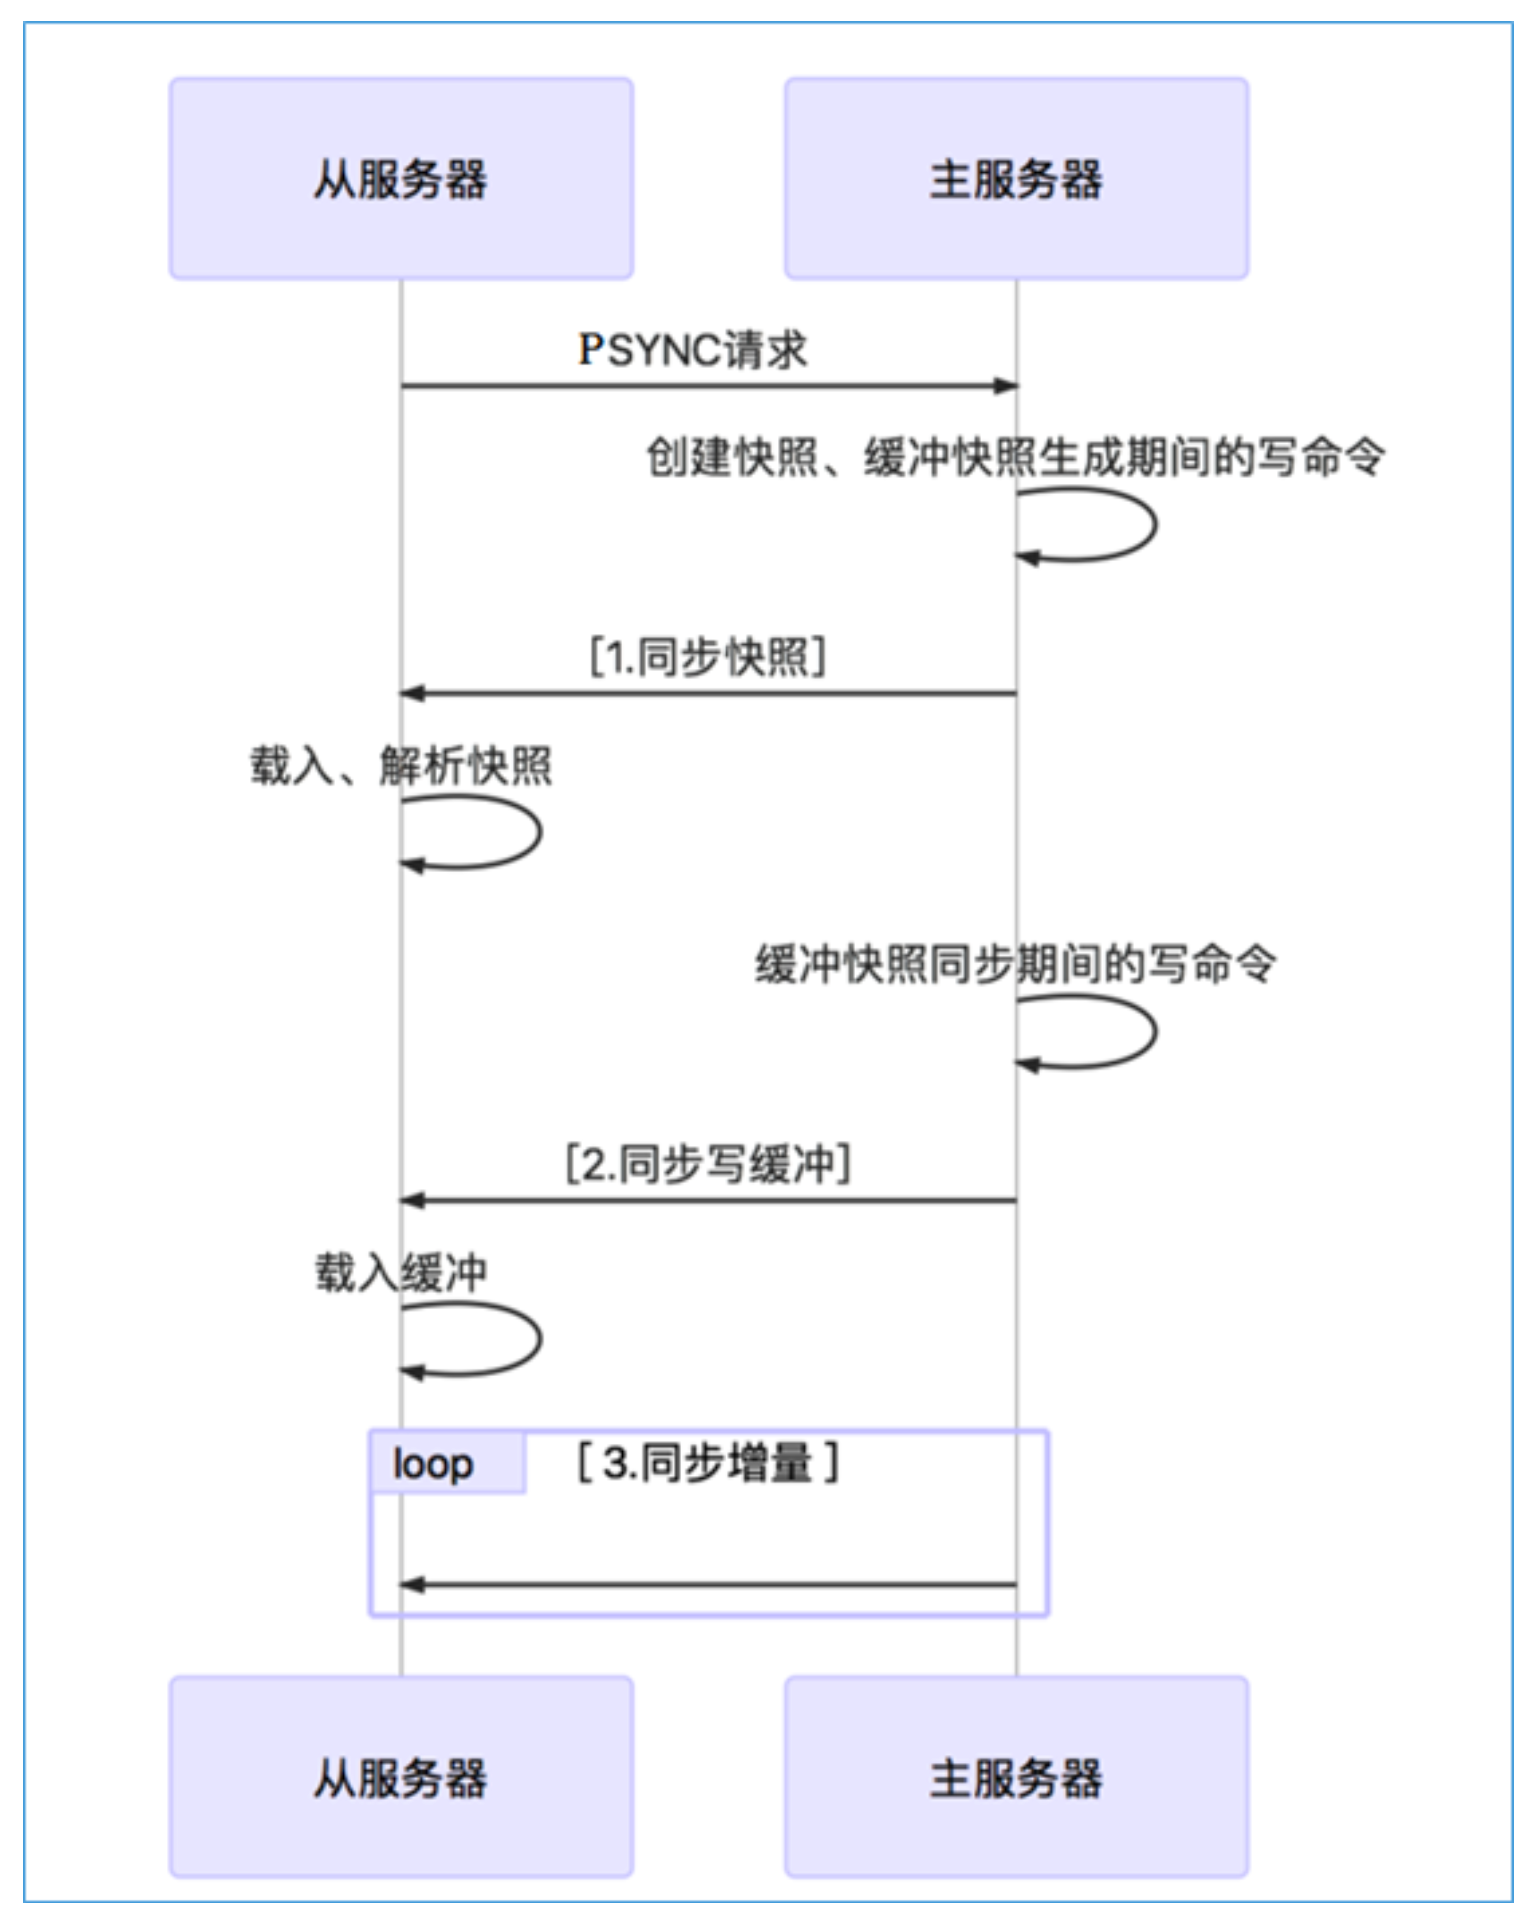 从服务器
主服务器
PSYNC请求
创建快照、缓冲快照生成期间的写命令
[1.同步快照]
载入、解析快照
缓冲快照同步期间的写命令
[2.同步写缓冲]
载入缓冲
loop
[ 3.同步增量 ]
从服务器
主服务器